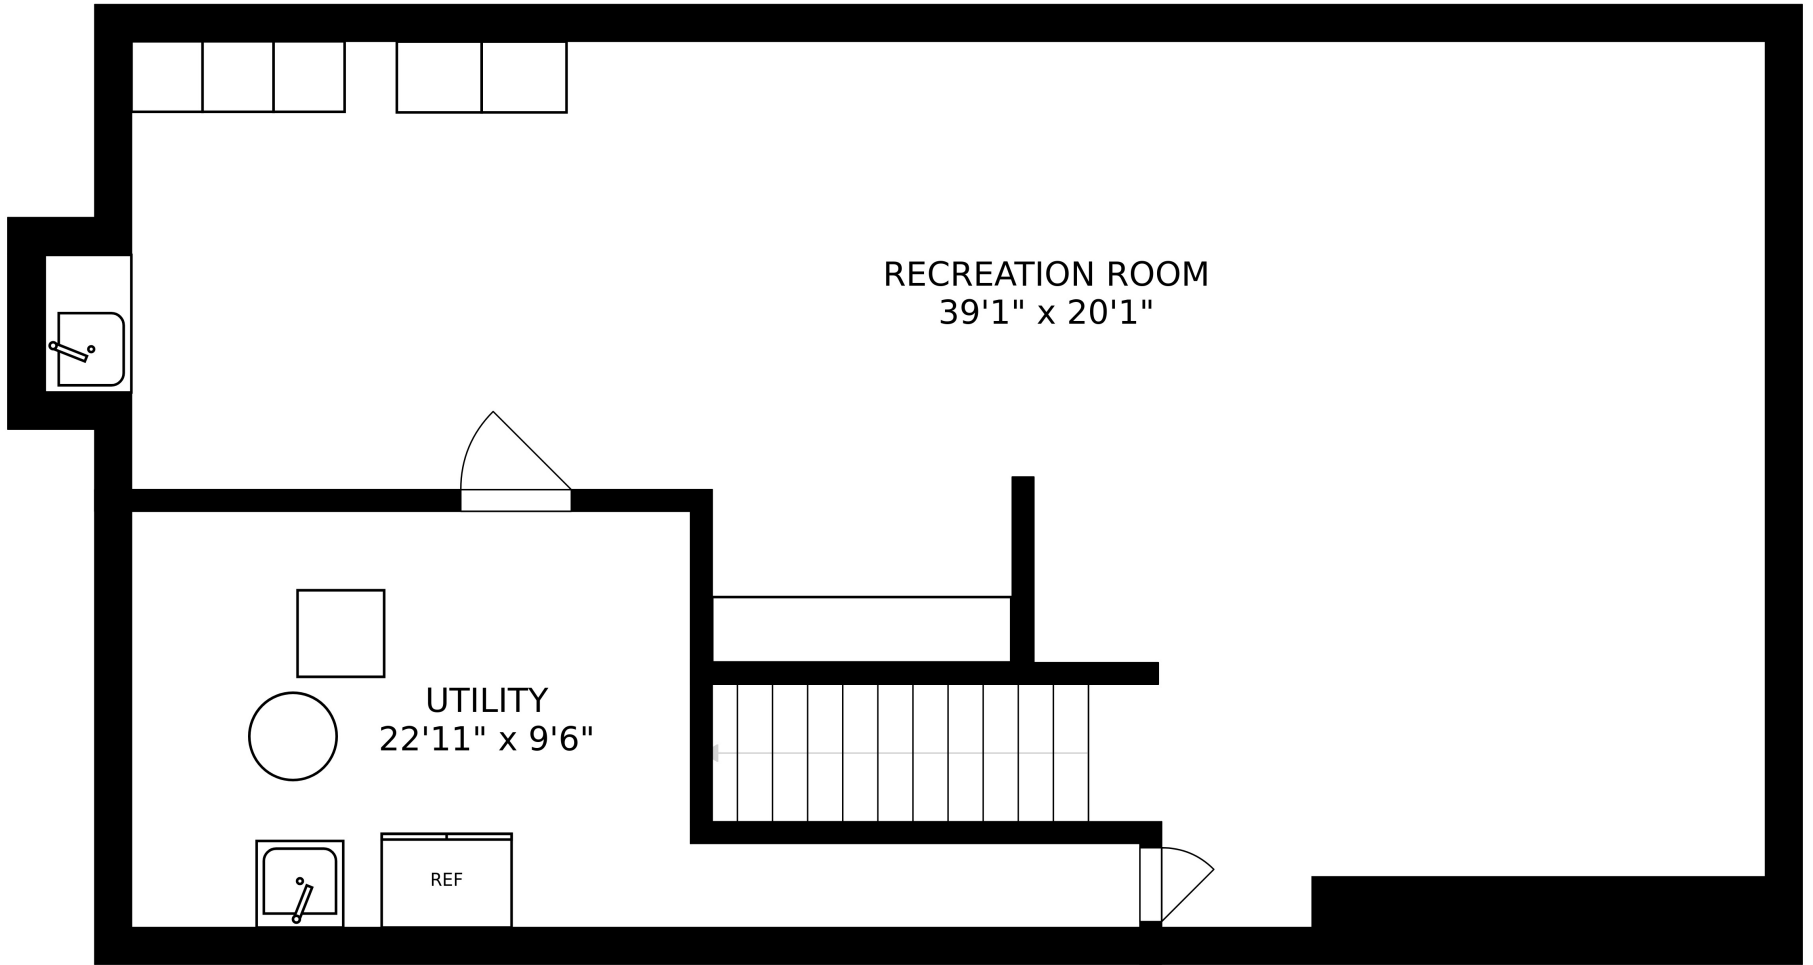 RECREATION ROOM
39'1" x 20'1"
UTILITY
22'11" x 9'6"
REF